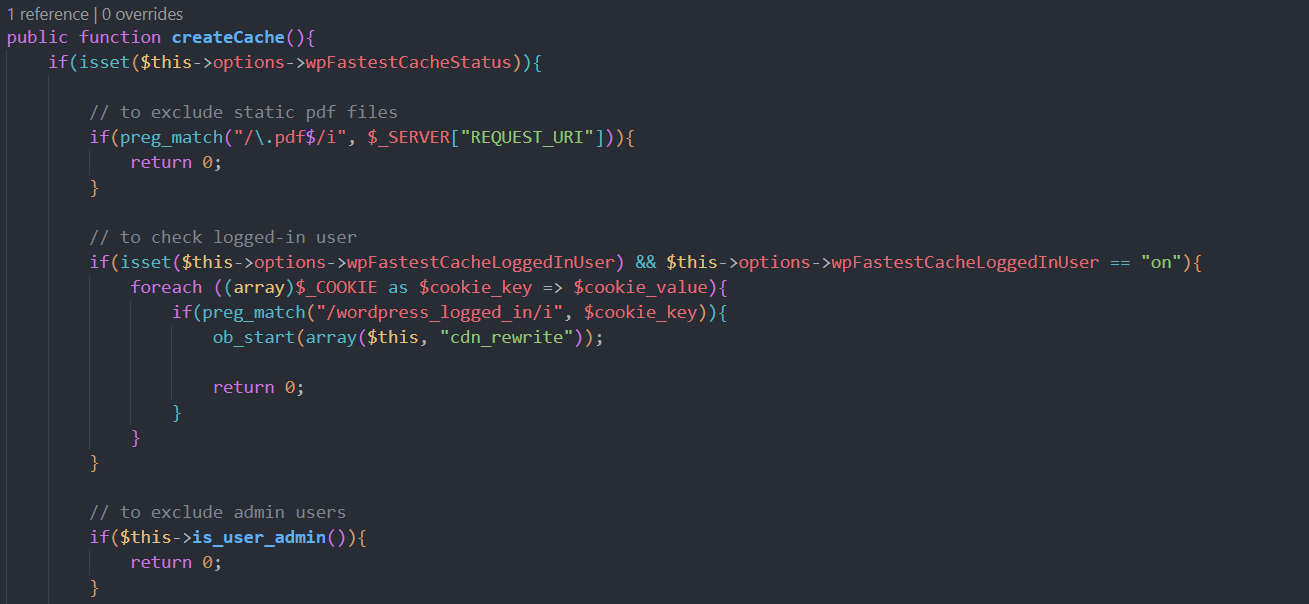 1 reference | 0 overrides
public function createCache(){
if(isset($this->options->wpFastestCacheStatus)){
// to exclude static pdf files
if(preg_match("/\.pdf$/i", $_SERVER["REQUEST_URI"])){
return 0;
}
// to check logged-in user
if(isset($this->options->wpFastestCacheLoggedInUser) && $this->options->wpFastestCacheLoggedInUser == "on"){
foreach ((array)$_COOKIE as $cookie_key => $cookie_value){
if(preg_match("/wordpress_logged_in/i", $cookie_key)){
ob_start(array($this, "cdn_rewrite"));
return 0;
}
}
}
// to exclude admin users
if($this->is_user_admin()){
return 0;
}